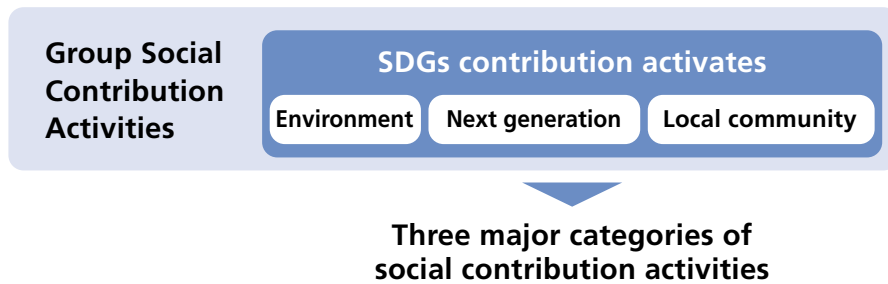 Group Social
Contribution
Activities
SDGs contribution activates
Environment
Next generation
Local community
Three major categories of
social contribution activities